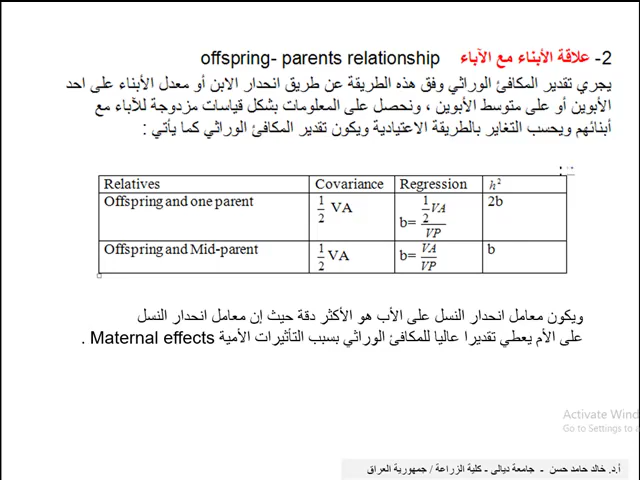 2- علاقة الأبناء مع الآباء offspring- parents relationship
يجري تقدير المكافئ الوراثي وفق هذه الطريقة عن طريق انحدار الابن أو معدل الأبناء على احد
الأبوين أو على متوسط الأبوين ، ونحصل على المعلومات بشكل قياسات مزدوجة للآباء مع
أبنائهم ويحسب التغاير بالطريقة الاعتيادية ويكون تقدير المكافئ الوراثي كما يأتي :
Relatives Covariance Regression h²
Offspring and one parent ½ VA b= ½VA/VP 2b
Offspring and Mid-parent ½ VA b= VA/VP b
ويكون معامل انحدار النسل على الأب هو الأكثر دقة حيث إن معامل انحدار النسل
على الأم يعطي تقديرا عاليا للمكافئ الوراثي بسبب التأثيرات الأمية Maternal effects .
Activate Wind
Go to Settings to
أ.د. خالد حامد حسن - جامعة ديالى - كلية الزراعة / جمهورية العراق